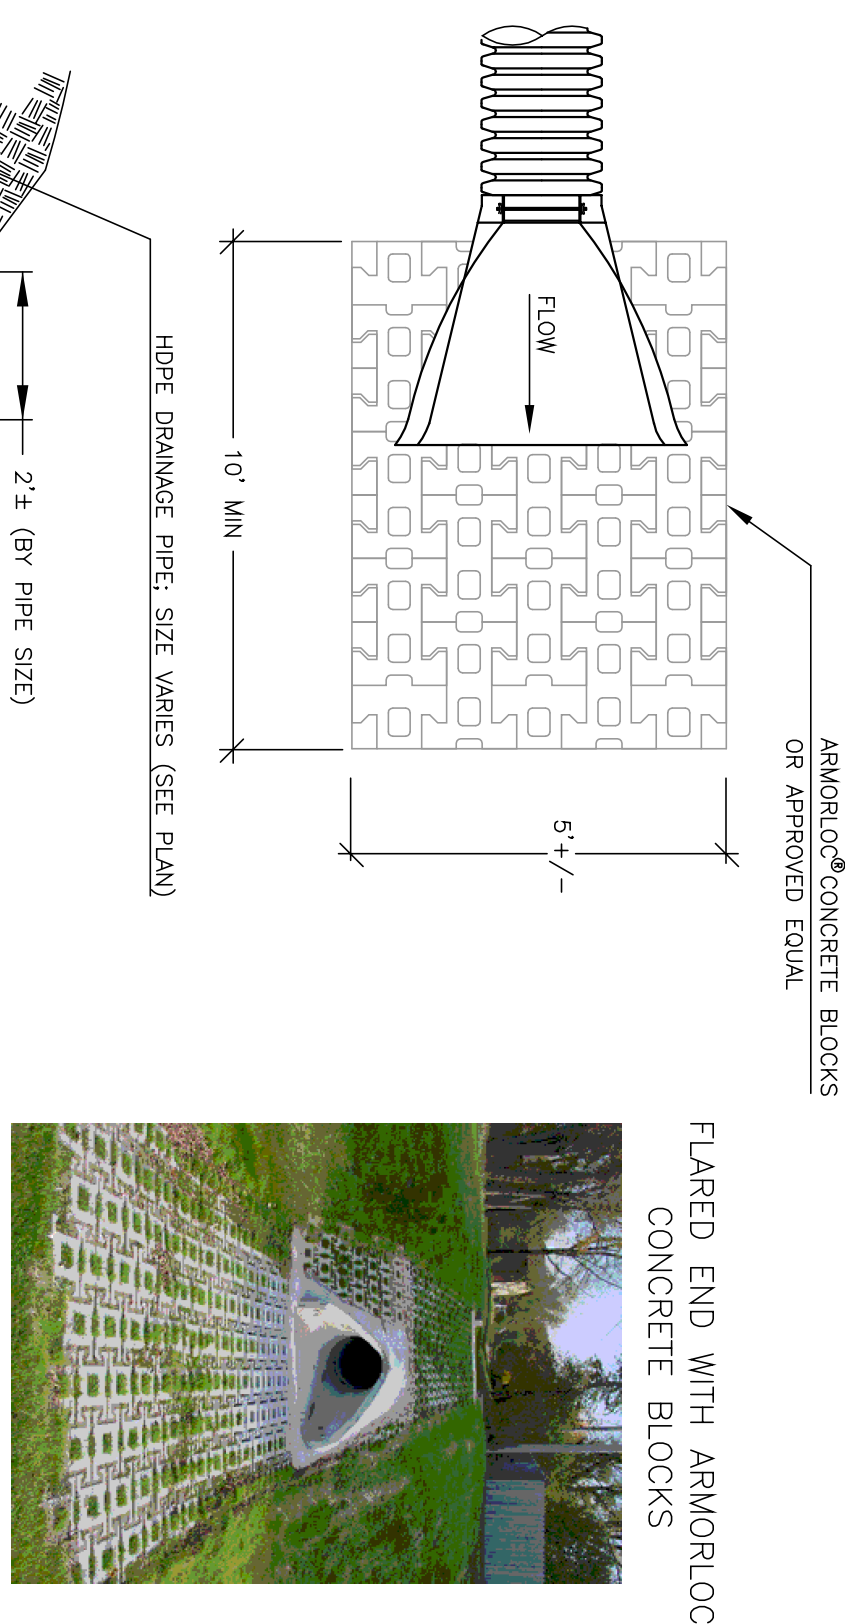 ARMORLOC® CONCRETE BLOCKS
OR APPROVED EQUAL
5'+/-
FLOW
10' MIN
HDPE DRAINAGE PIPE; SIZE VARIES (SEE PLAN)
2'± (BY PIPE SIZE)
FLARED END WITH ARMORLOC
CONCRETE BLOCKS